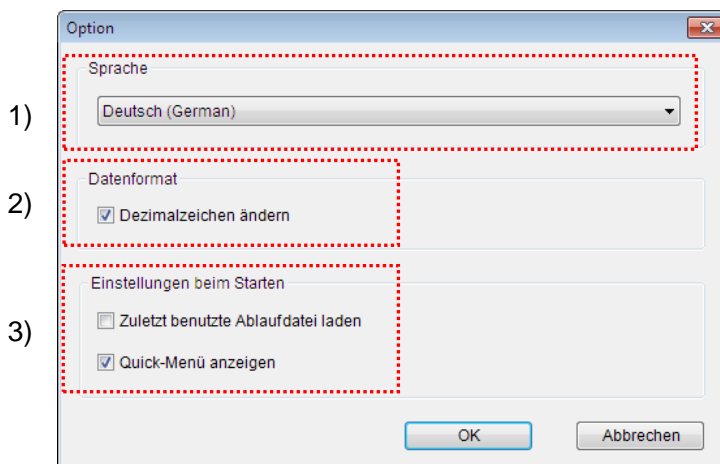 Option
Sprache
1)
Deutsch (German)
Datenformat
2)
Dezimalzeichen ändern
Einstellungen beim Starten
Zuletzt benutzte Ablaufdatei laden
3)
Quick-Menü anzeigen
OK Abbrechen